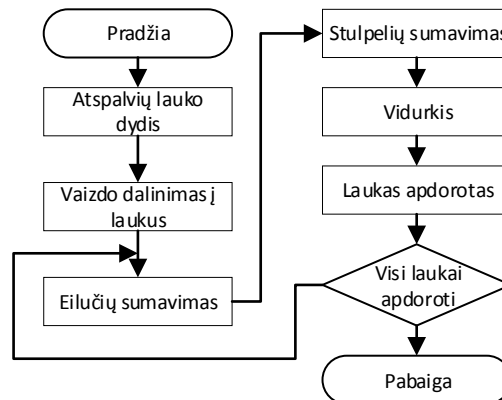 Pradžia
Atspalvių lauko
dydis
Vaizdo dalinimas į
laukus
Eilučių sumavimas
Stulpelių sumavimas
Vidurkis
Laukas apdorotas
Visi laukai
apdoroti
Pabaiga